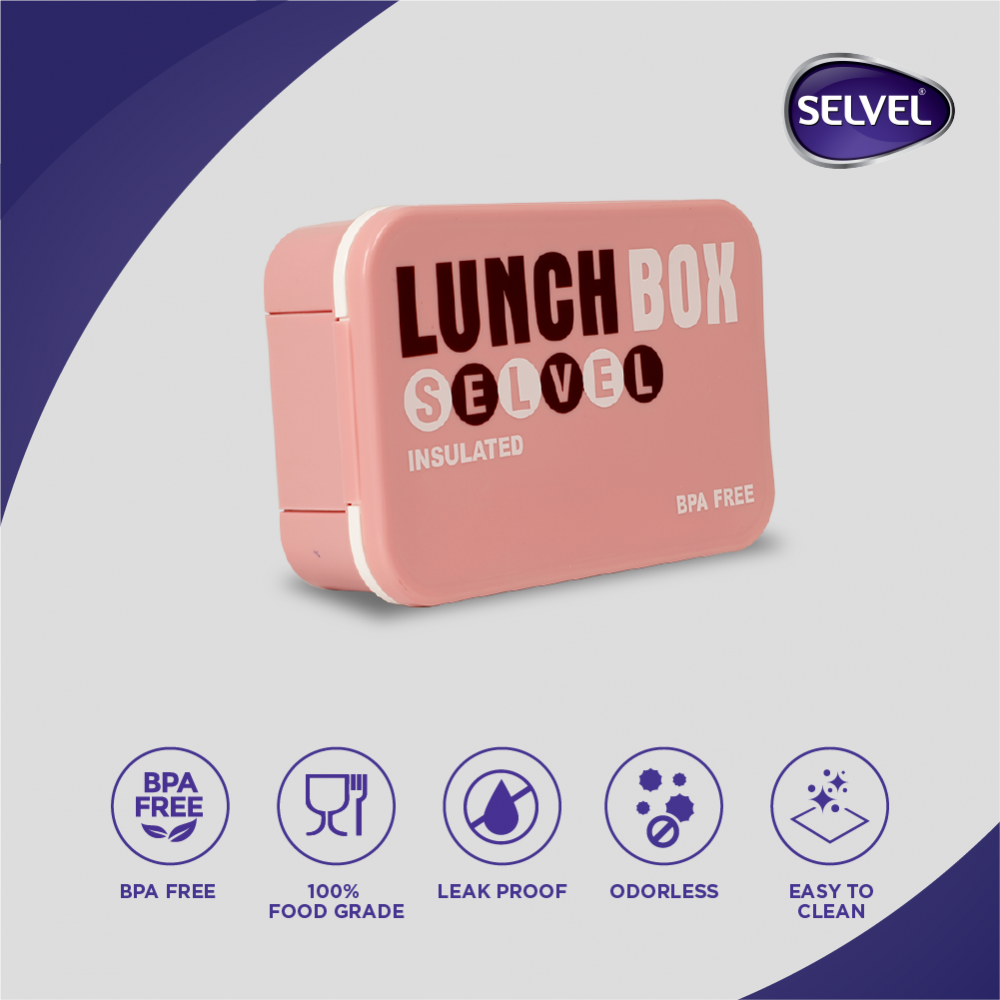 SELVEL®
LUNCH BOX
SELVEL
INSULATED
BPA FREE
BPA
FREE
BPA FREE
100%
FOOD GRADE
LEAK PROOF
ODORLESS
EASY TO
CLEAN